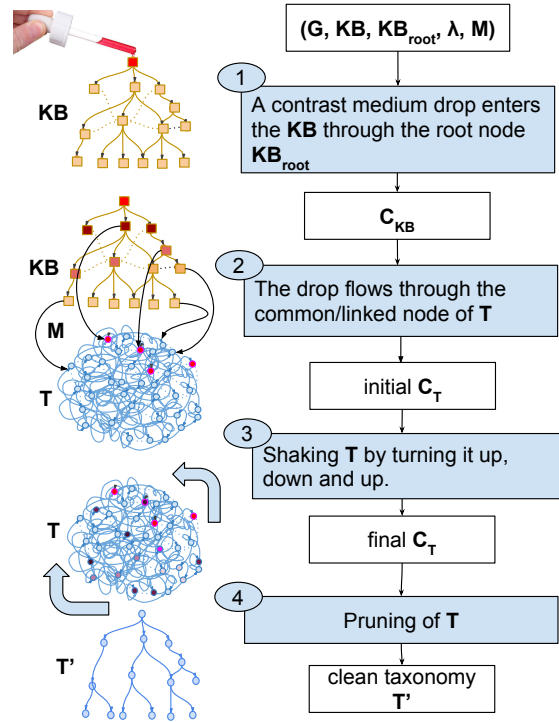 (G, KB, KBroot, λ, M)
1
A contrast medium drop enters
the KB through the root node
KBroot
KB
CKB
2
The drop flows through the
common/linked node of T
KB
M
T
initial CT
3
Shaking T by turning it up,
down and up.
T
final CT
4
Pruning of T
T’
clean taxonomy
T’